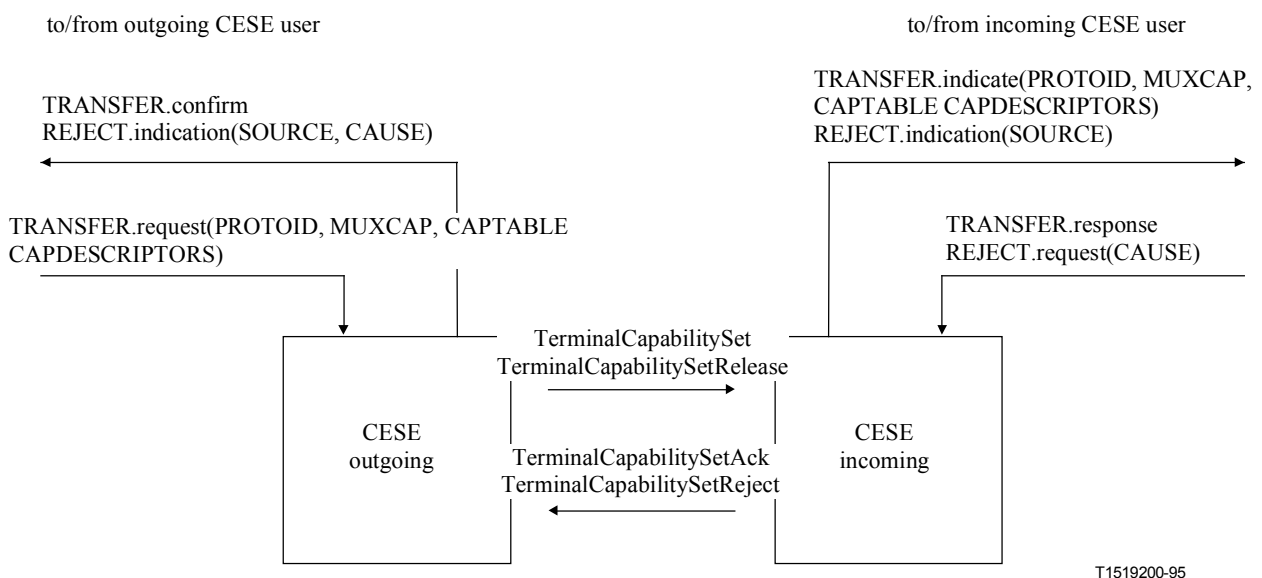 to/from outgoing CESE user
to/from incoming CESE user
TRANSFER.confirm
REJECT.indication(SOURCE, CAUSE)
TRANSFER.indicate(PROTOID, MUXCAP,
CAPTABLE CAPDESCRIPTORS)
REJECT.indication(SOURCE)
TRANSFER.request(PROTOID, MUXCAP, CAPTABLE
CAPDESCRIPTORS)
TRANSFER.response
REJECT.request(CAUSE)
TerminalCapabilitySet
TerminalCapabilitySetRelease
CESE
outgoing
TerminalCapabilitySetAck
TerminalCapabilitySetReject
CESE
incoming
T1519200-95